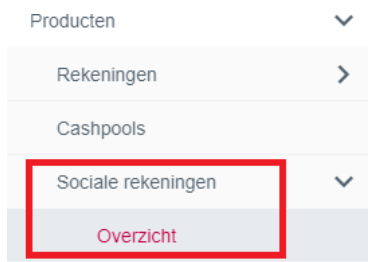 Producten
Rekeningen
Cashpools
Sociale rekeningen
Overzicht